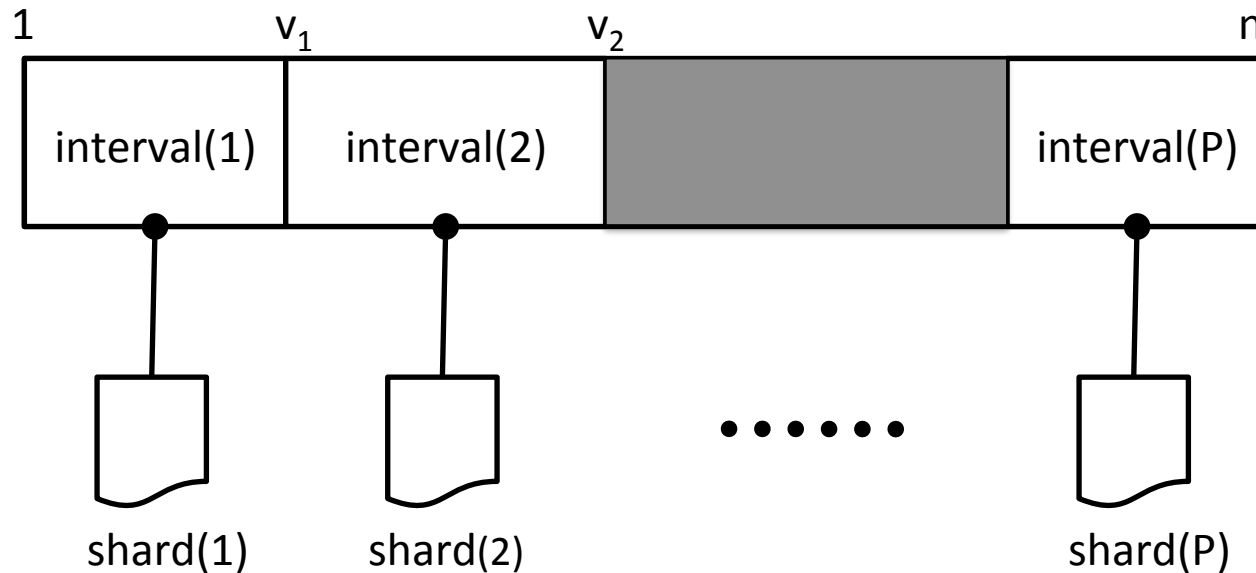 1 v₁ v₂ n
interval(1) interval(2) interval(P)
shard(1) shard(2) shard(P)